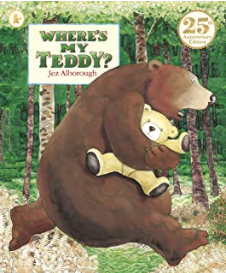 WHERE'S
MY
TEDDY?
Jez Alborough
25th
Anniversary
Edition